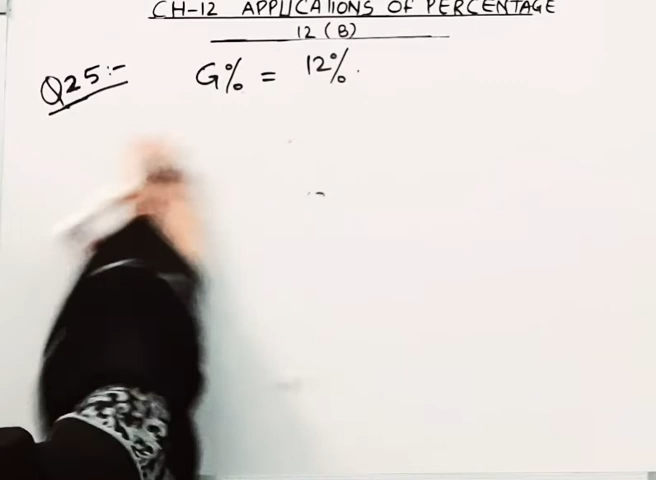 CH-12 APPLICATIONS OF PERCENTAGE
12 (B)
Q25:- G% = 12%.